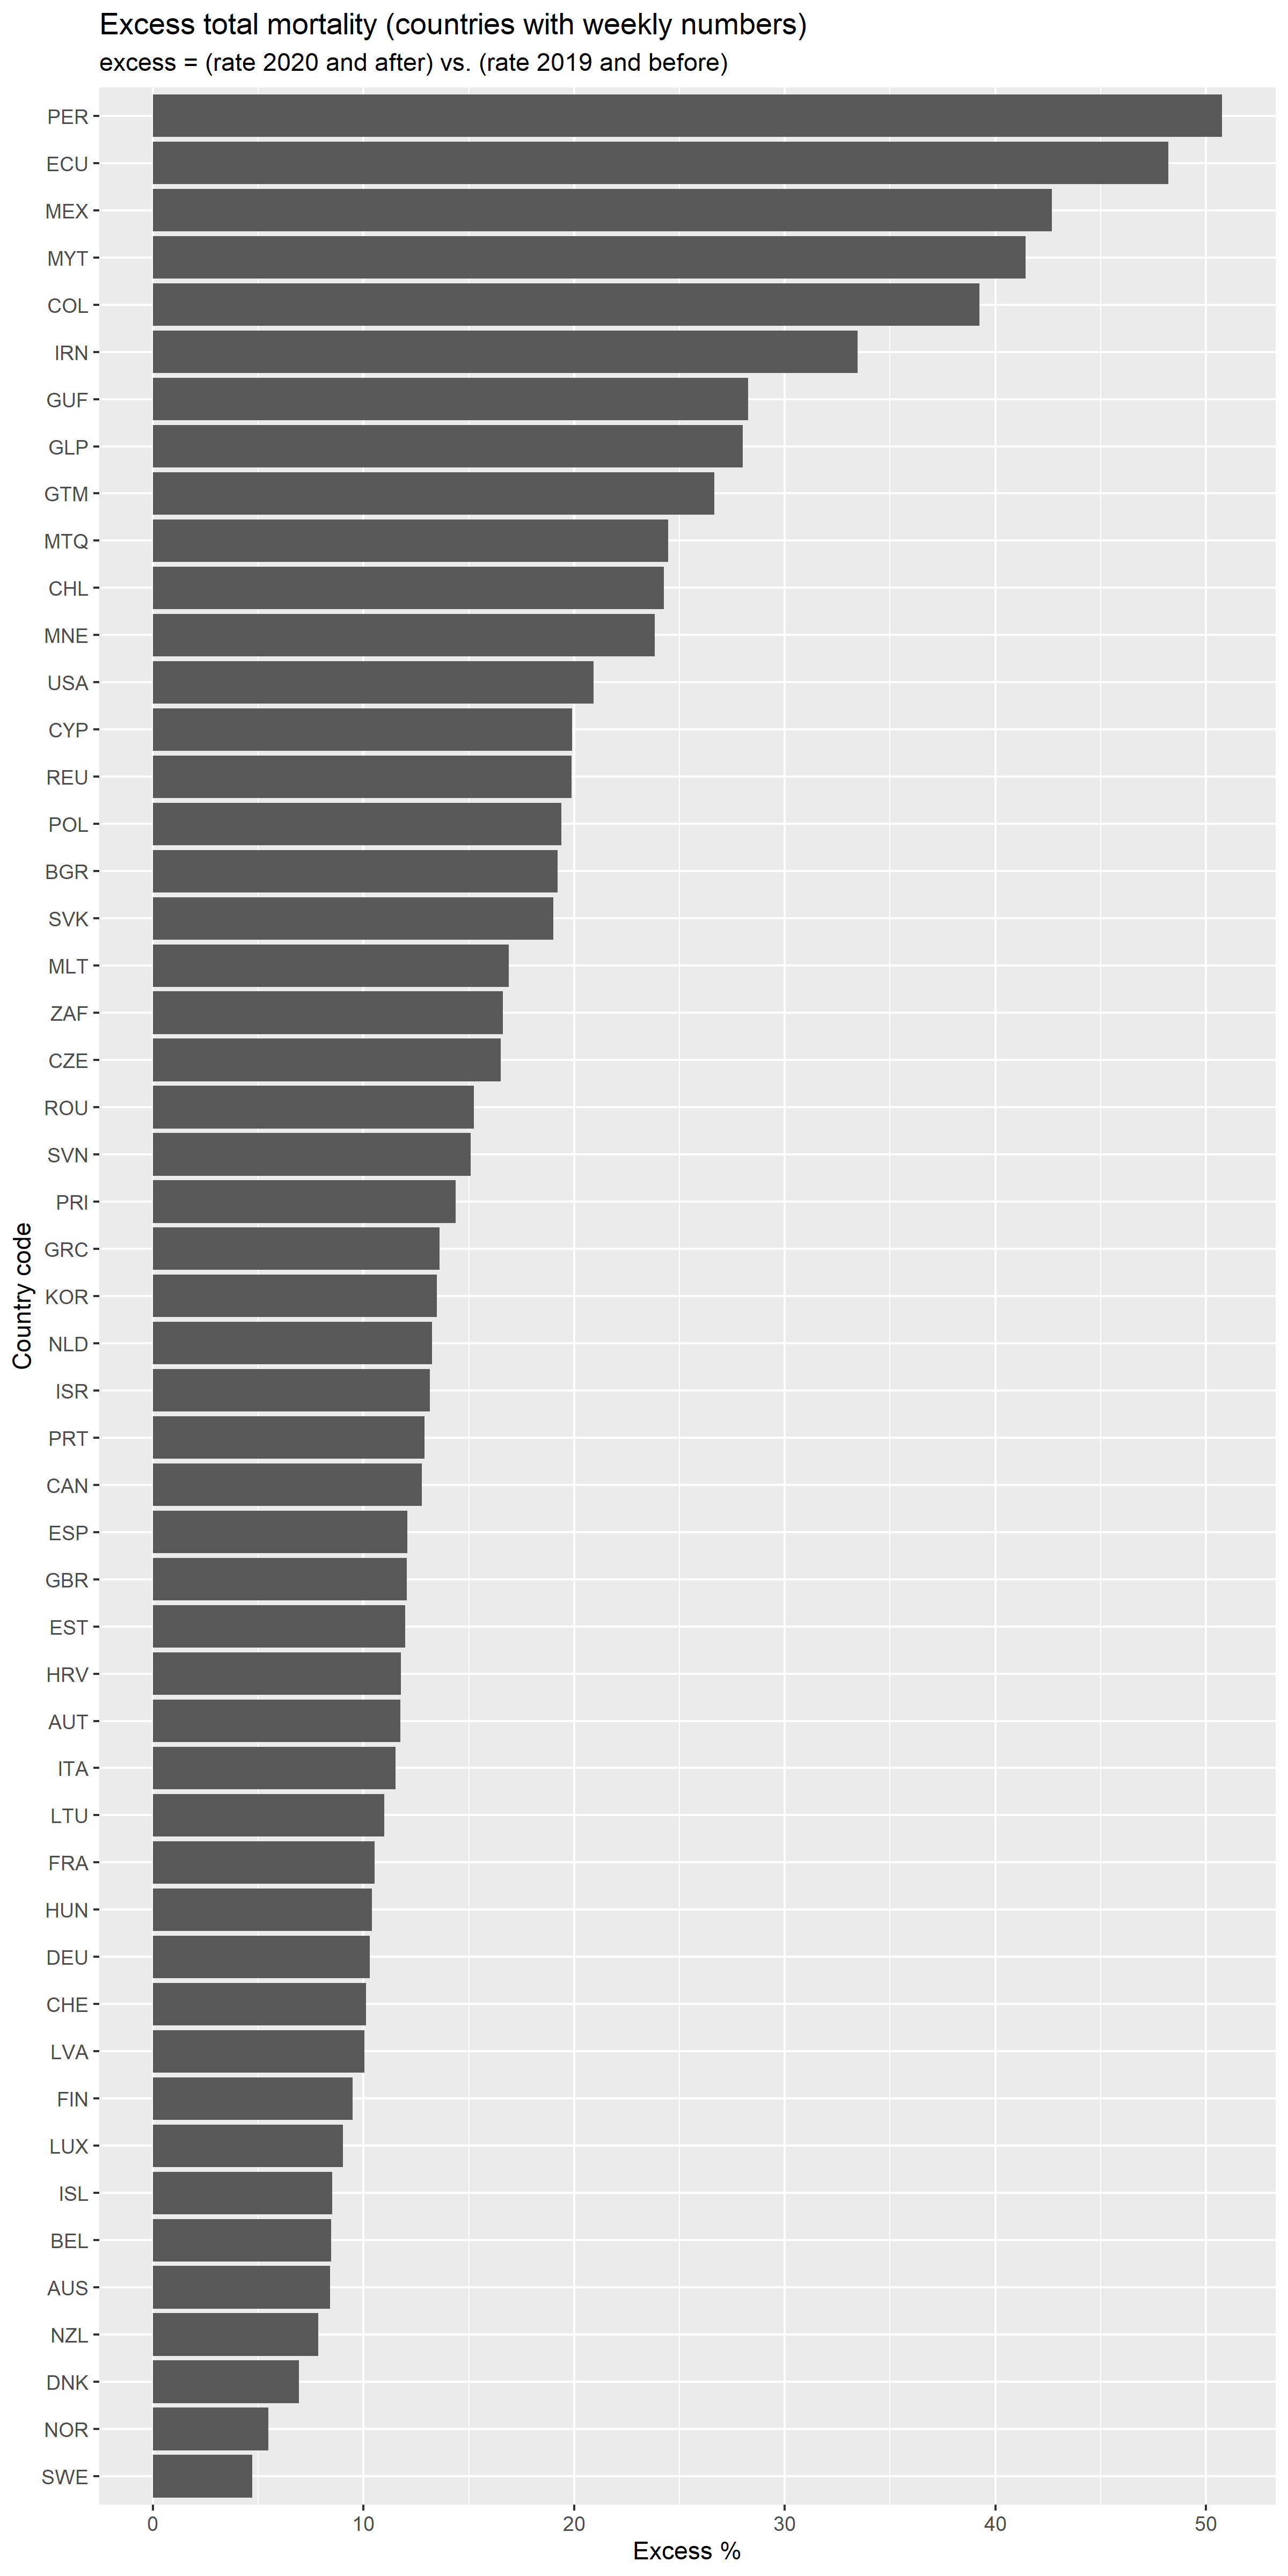 Excess total mortality (countries with weekly numbers)
excess = (rate 2020 and after) vs. (rate 2019 and before)
PER
ECU
MEX
MYT
COL
IRN
GUF
GLP
GTM
MTQ
CHL
MNE
USA
CYP
REU
POL
BGR
SVK
MLT
ZAF
CZE
ROU
SVN
PRI
GRC
KOR
NLD
ISR
PRT
CAN
ESP
GBR
EST
HRV
AUT
ITA
LTU
FRA
HUN
DEU
CHE
LVA
FIN
LUX
ISL
BEL
AUS
NZL
DNK
NOR
SWE
Country code
0 10 20 30 40 50
Excess %